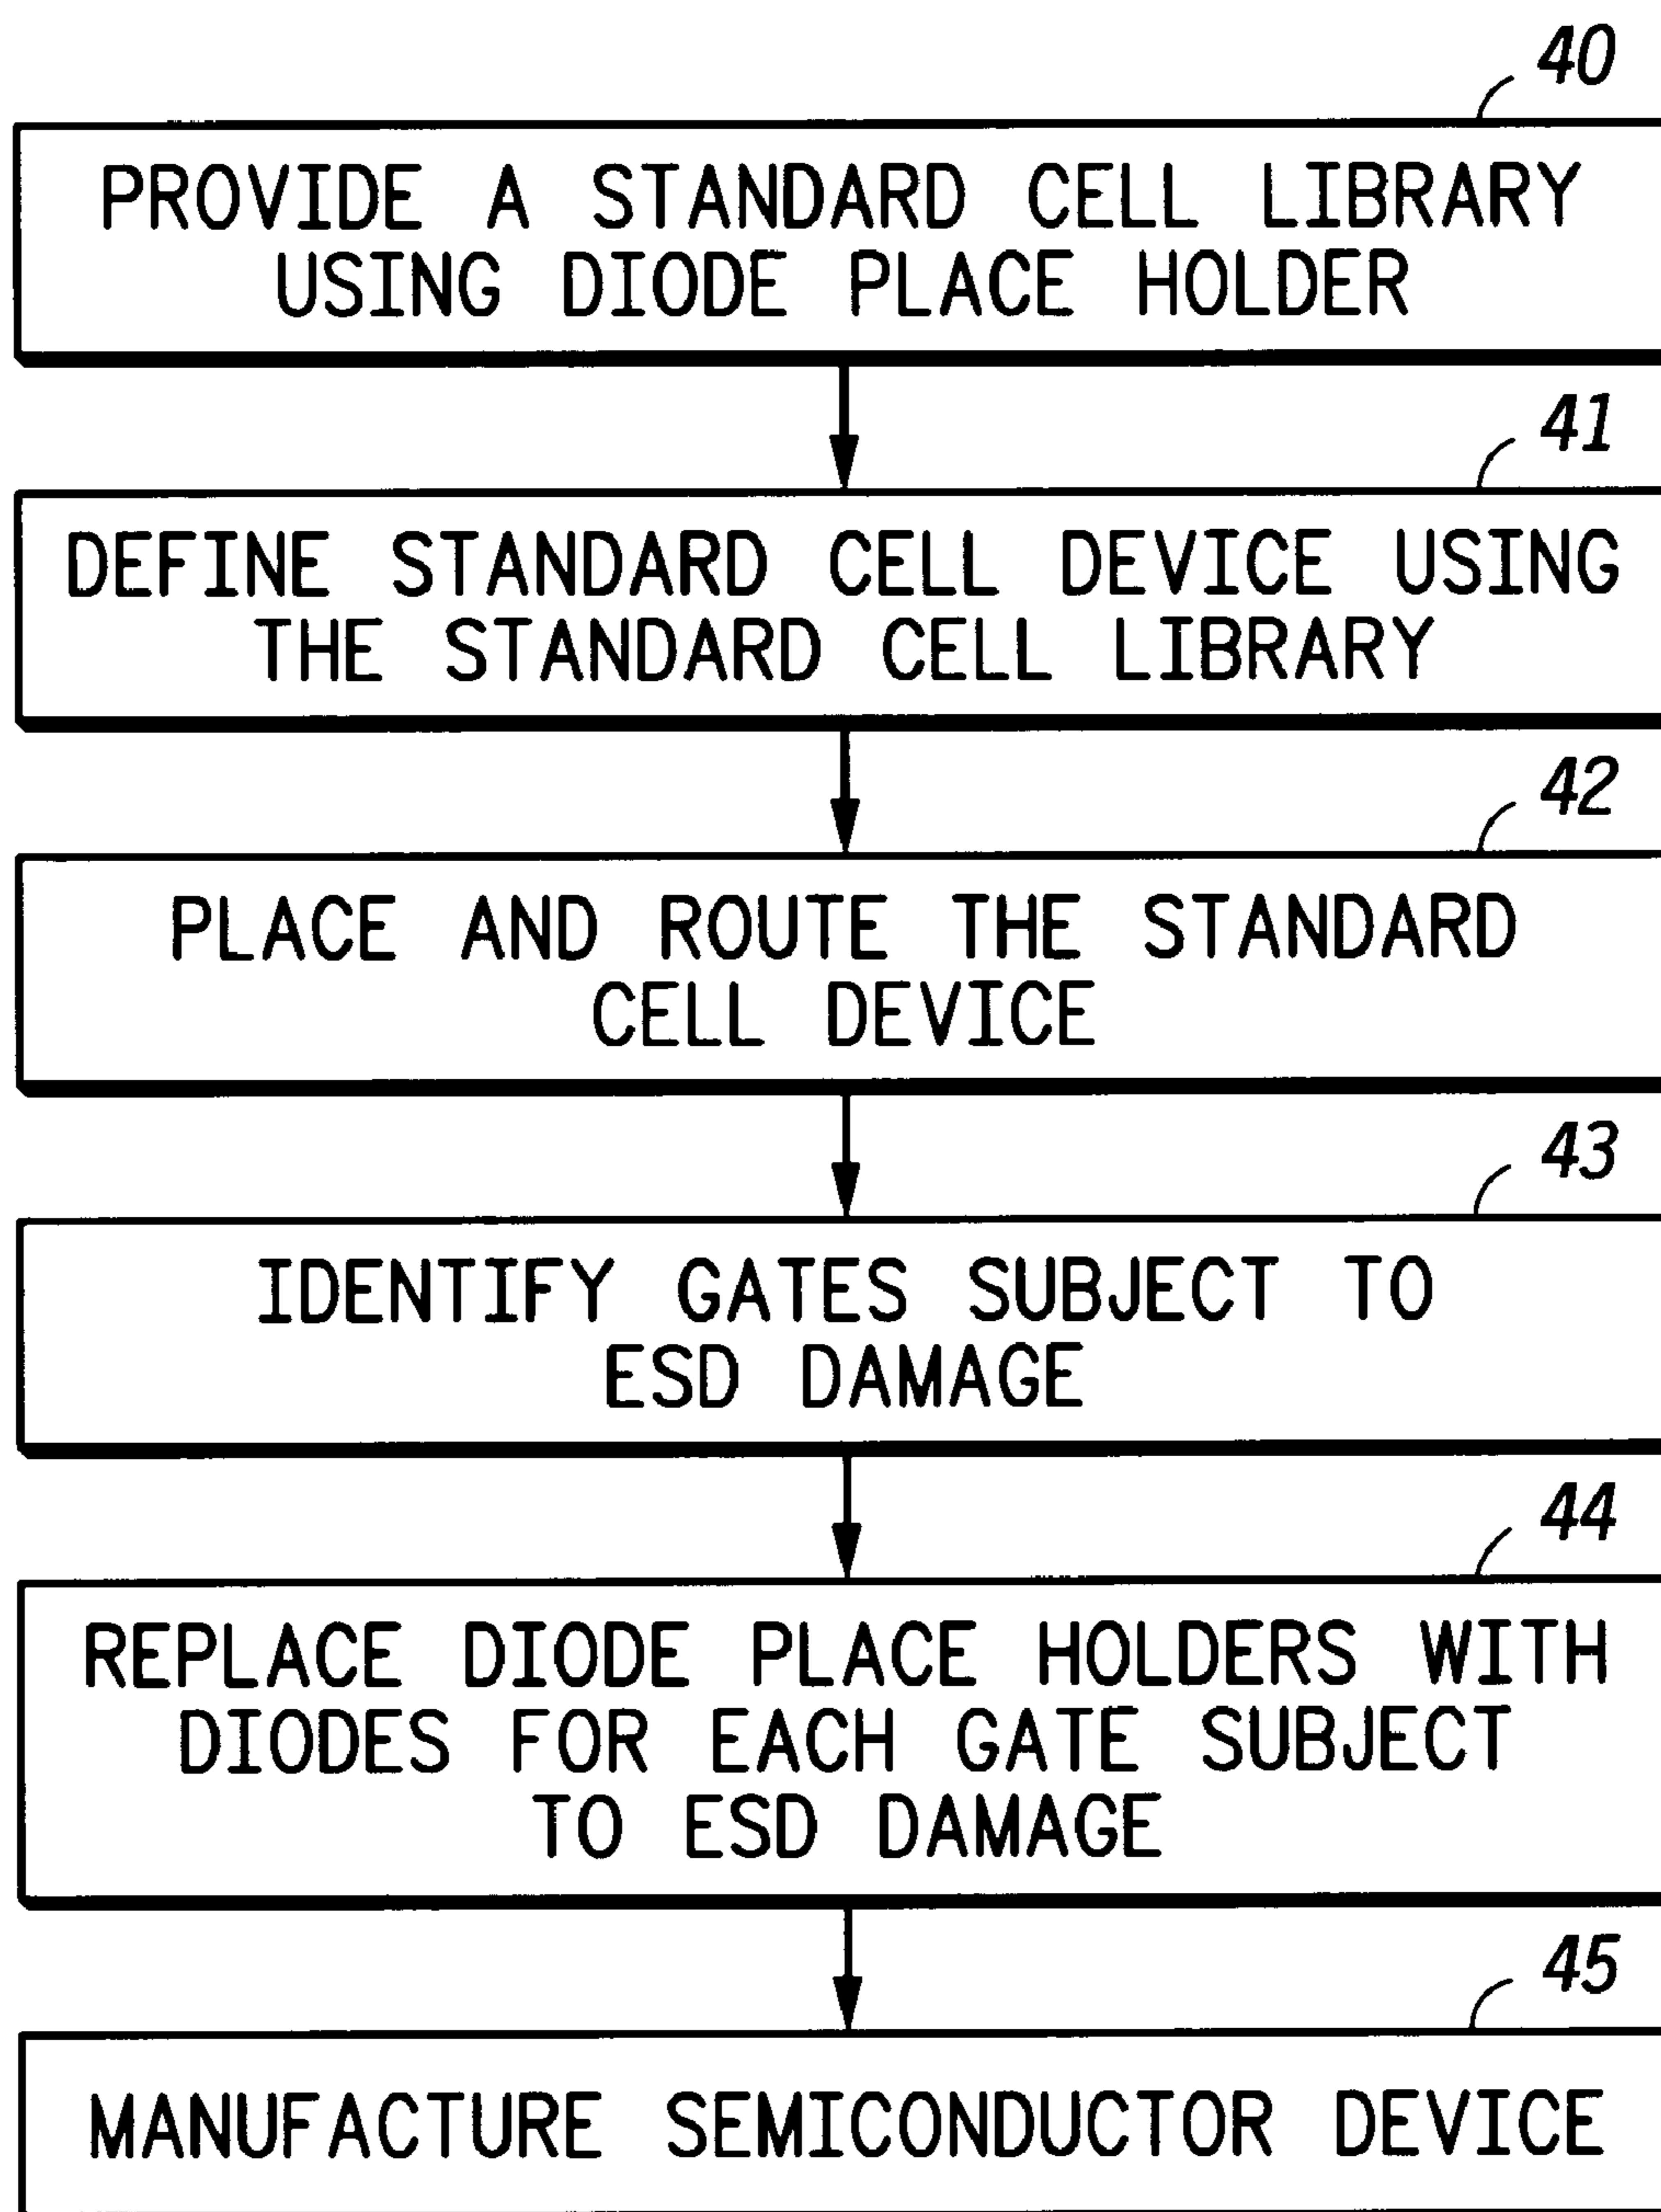 40
PROVIDE A STANDARD CELL LIBRARY
USING DIODE PLACE HOLDER
41
DEFINE STANDARD CELL DEVICE USING
THE STANDARD CELL LIBRARY
42
PLACE AND ROUTE THE STANDARD
CELL DEVICE
43
IDENTIFY GATES SUBJECT TO
ESD DAMAGE
44
REPLACE DIODE PLACE HOLDERS WITH
DIODES FOR EACH GATE SUBJECT
TO ESD DAMAGE
45
MANUFACTURE SEMICONDUCTOR DEVICE